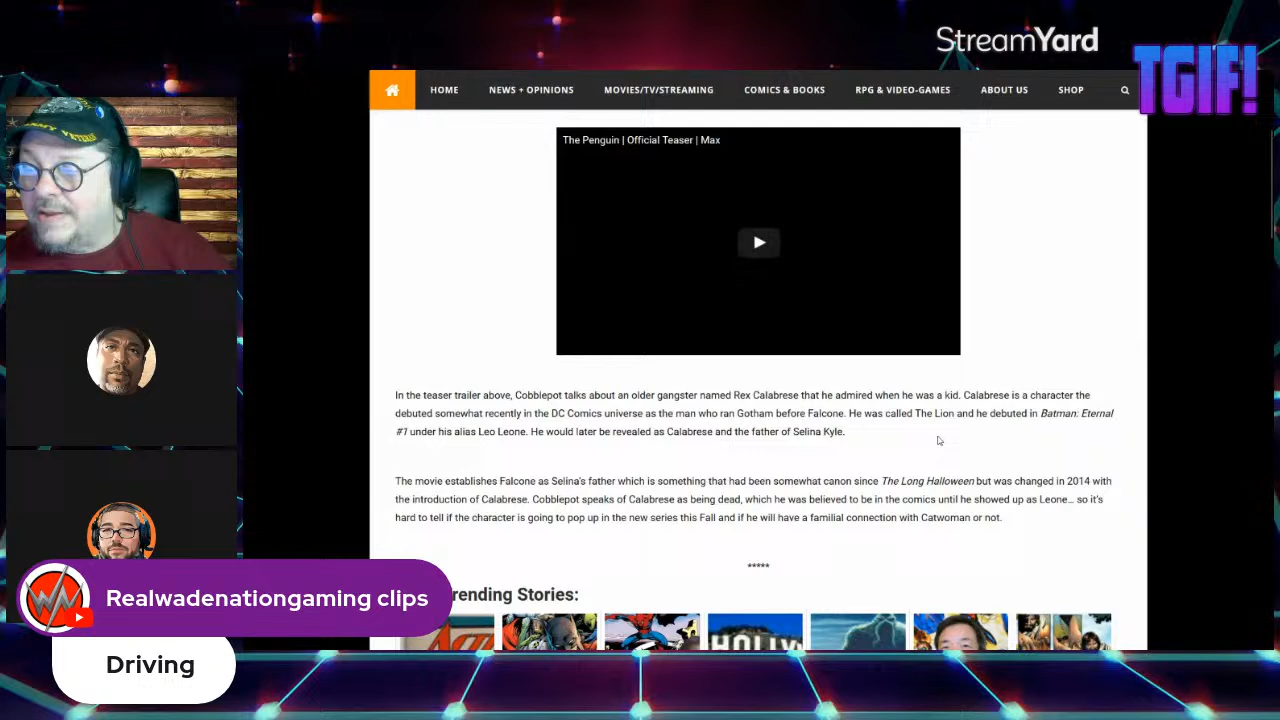 StreamYard
TGIF!
HOME NEWS + OPINIONS MOVIES/TV/STREAMING COMICS & BOOKS RPG & VIDEO-GAMES ABOUT US SHOP
The Penguin | Official Teaser | Max
In the teaser trailer above, Cobblepot talks about an older gangster named Rex Calabrese that he admired when he was a kid. Calabrese is a character the
debuted somewhat recently in the DC Comics universe as the man who ran Gotham before Falcone. He was called The Lion and he debuted in Batman: Eternal
#1 under his alias Leo Leone. He would later be revealed as Calabrese and the father of Selina Kyle.
The movie establishes Falcone as Selina's father which is something that had been somewhat canon since The Long Halloween but was changed in 2014 with
the introduction of Calabrese. Cobblepot speaks of Calabrese as being dead, which he was believed to be in the comics until he showed up as Leone... so it's
hard to tell if the character is going to pop up in the new series this Fall and if he will have a familial connection with Catwoman or not.
*****
rending Stories:
HOLLY
Realwadenationgaming clips
Driving